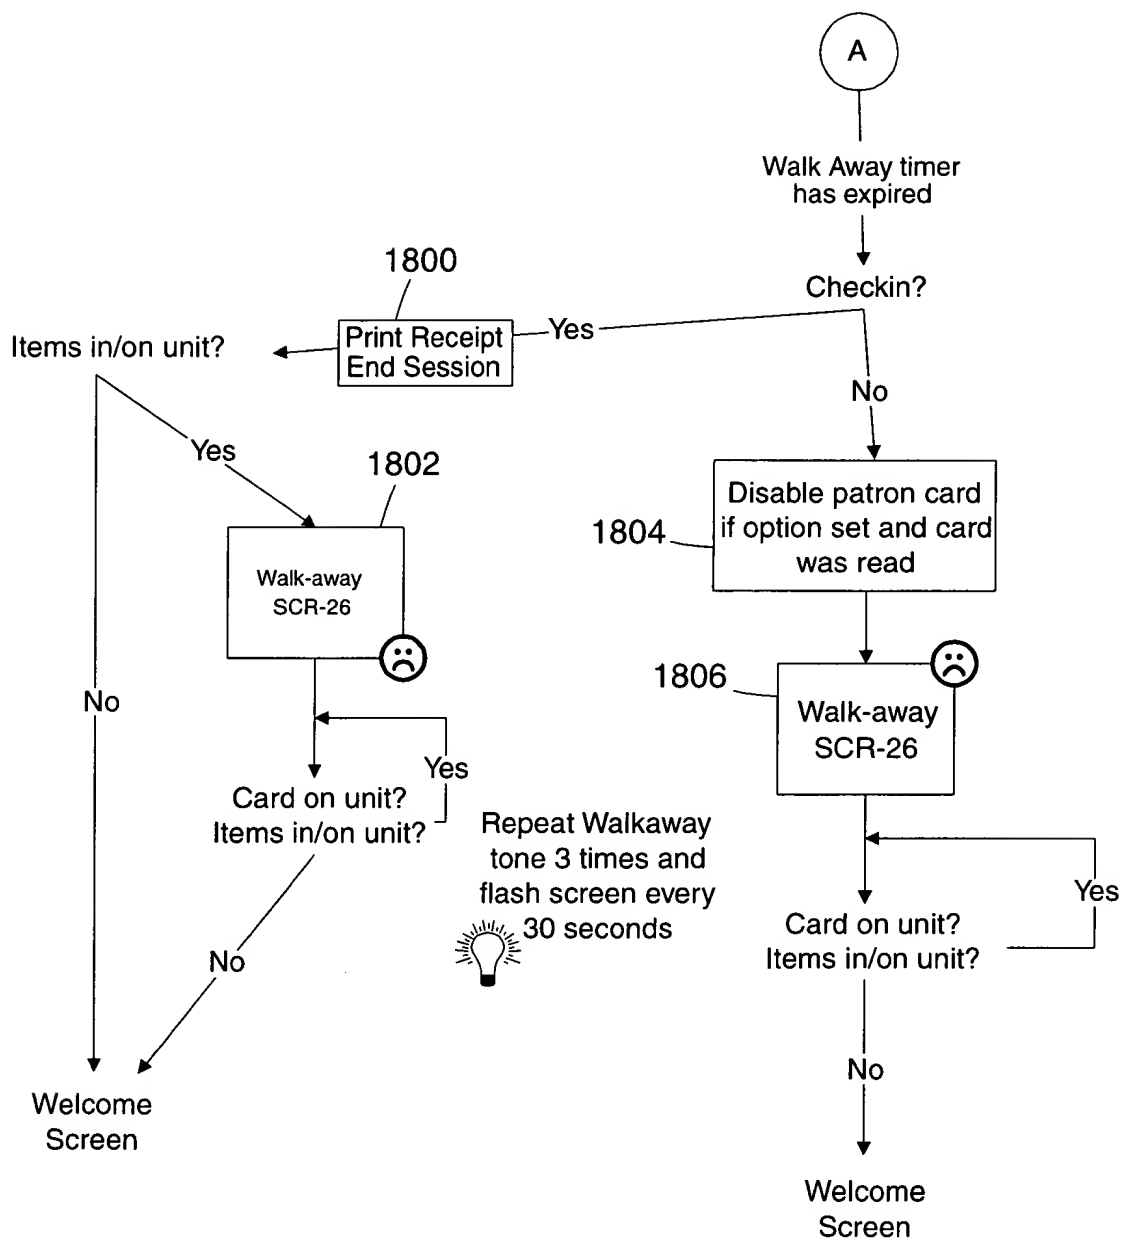 A
Walk Away timer
has expired
Checkin?
1800
Print Receipt
End Session
Yes
Items in/on unit?
No
Yes
1802
Disable patron card
if option set and card
was read
1804
Walk-away
SCR-26
1806
Walk-away
SCR-26
No
Yes
Card on unit?
Items in/on unit?
Repeat Walkaway
tone 3 times and
flash screen every
30 seconds
Yes
Card on unit?
Items in/on unit?
No
No
Welcome
Screen
Welcome
Screen